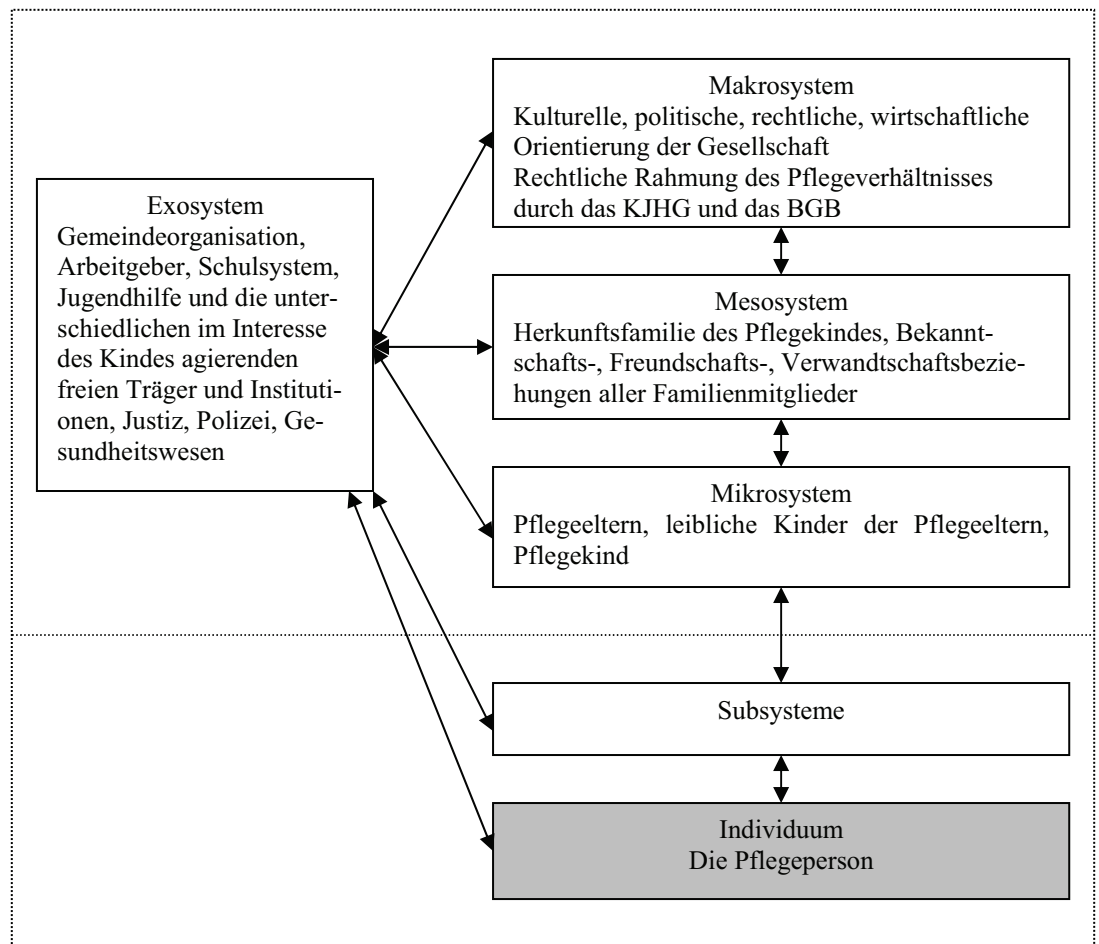 Makrosystem
Kulturelle, politische, rechtliche, wirtschaftliche
Orientierung der Gesellschaft
Rechtliche Rahmung des Pflegeverhältnisses
durch das KJHG und das BGB
Exosystem
Gemeindeorganisation,
Arbeitgeber, Schulsystem,
Jugendhilfe und die unter-
schiedlichen im Interesse
des Kindes agierenden
freien Träger und Instituti-
onen, Justiz, Polizei, Ge-
sundheitswesen
Mesosystem
Herkunftsfamilie des Pflegekindes, Bekannt-
schafts-, Freundschafts-, Verwandtschaftsbezie-
hungen aller Familienmitglieder
Mikrosystem
Pflegeeltern, leibliche Kinder der Pflegeeltern,
Pflegekind
Subsysteme
Individuum
Die Pflegeperson